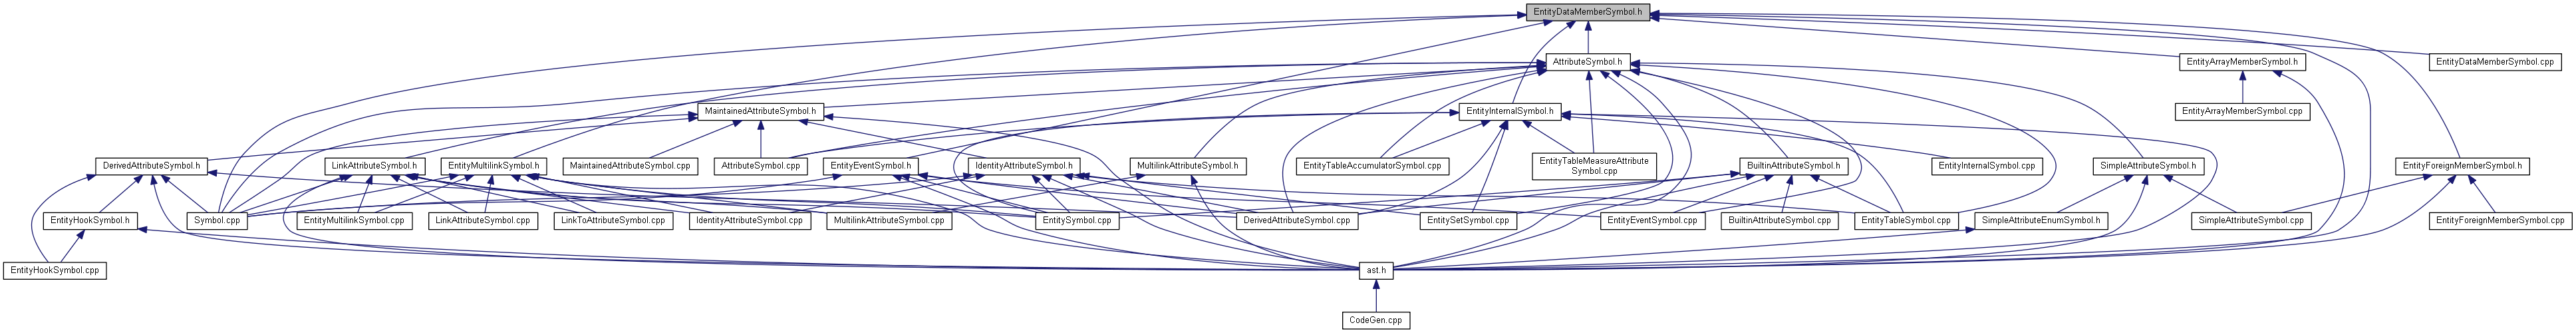 EntityDataMemberSymbol.h
AttributeSymbol.h
EntityArrayMemberSymbol.h
EntityDataMemberSymbol.cpp
MaintainedAttributeSymbol.h
EntityInternalSymbol.h
EntityArrayMemberSymbol.cpp
DerivedAttributeSymbol.h
LinkAttributeSymbol.h
EntityMultilinkSymbol.h
MaintainedAttributeSymbol.cpp
AttributeSymbol.cpp
EntityEventSymbol.h
IdentityAttributeSymbol.h
MultilinkAttributeSymbol.h
EntityTableAccumulatorSymbol.cpp
EntityTableMeasureAttribute
Symbol.cpp
BuiltinAttributeSymbol.h
EntityInternalSymbol.cpp
SimpleAttributeSymbol.h
EntityForeignMemberSymbol.h
EntityHookSymbol.h
Symbol.cpp
EntityMultilinkSymbol.cpp
LinkAttributeSymbol.cpp
LinkToAttributeSymbol.cpp
IdentityAttributeSymbol.cpp
MultilinkAttributeSymbol.cpp
EntitySymbol.cpp
DerivedAttributeSymbol.cpp
EntitySetSymbol.cpp
EntityEventSymbol.cpp
BuiltinAttributeSymbol.cpp
EntityTableSymbol.cpp
SimpleAttributeEnumSymbol.h
SimpleAttributeSymbol.cpp
EntityForeignMemberSymbol.cpp
EntityHookSymbol.cpp
ast.h
CodeGen.cpp